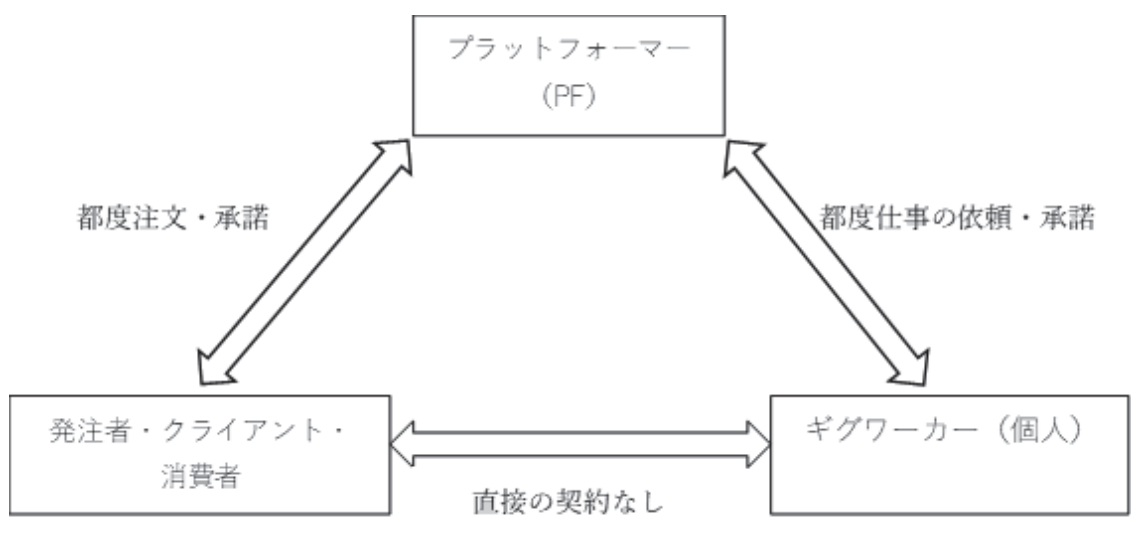 プラットフォーマー
（PF）
都度注文・承諾
都度仕事の依頼・承諾
発注者・クライアント・
消費者
ギグワーカー（個人）
直接の契約なし